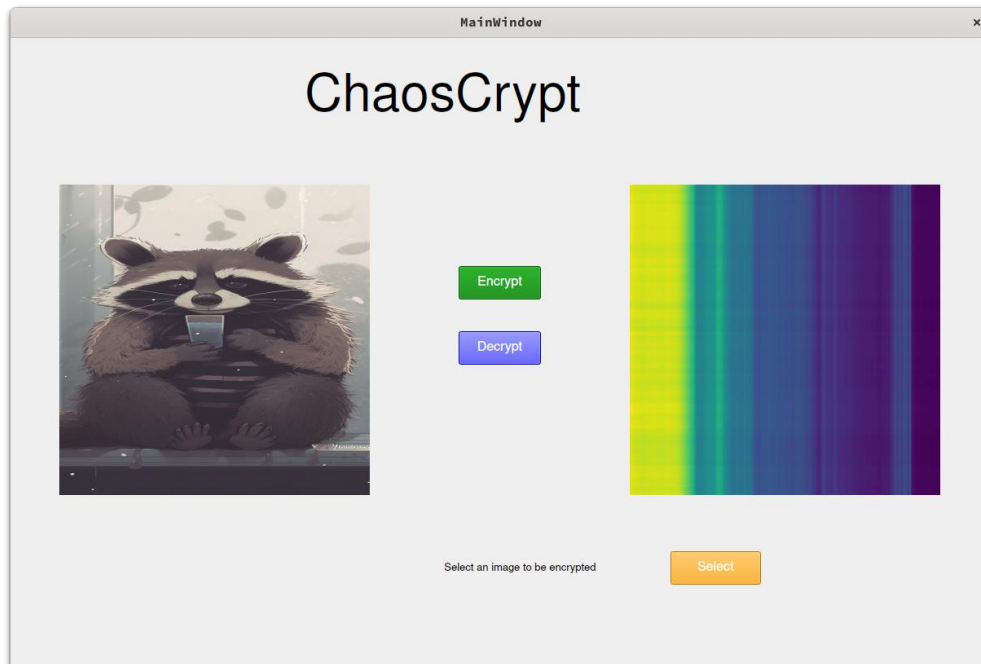 MainWindow
×
ChaosCrypt
Encrypt
Decrypt
Select an image to be encrypted
Select